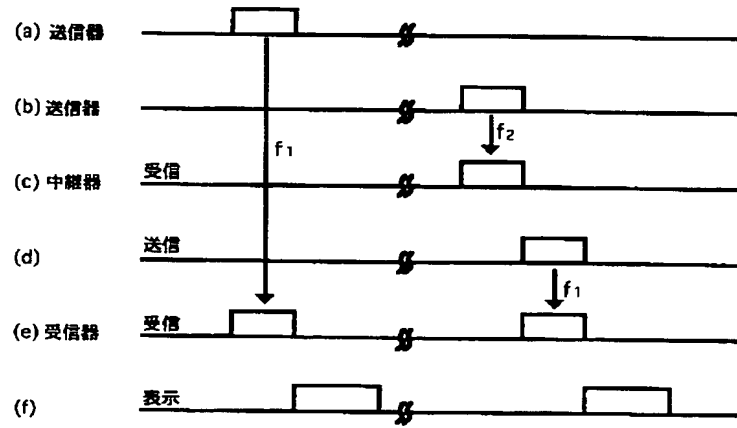 (a) 送信器
(b) 送信器
f2
f1
(c) 中継器 受信
(d) 送信
f1
(e) 受信器 受信
(f) 表示